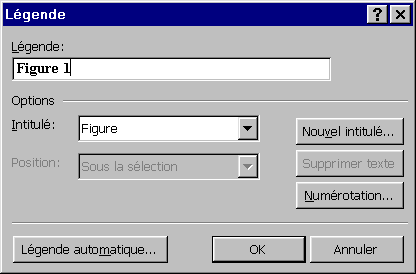 Légende
Légende:
Figure 1
Options
Intitulé: Figure
Nouvel intitulé...
Position: Sous la sélection
Supprimer texte
Numérotation...
Légende automatique... OK Annuler